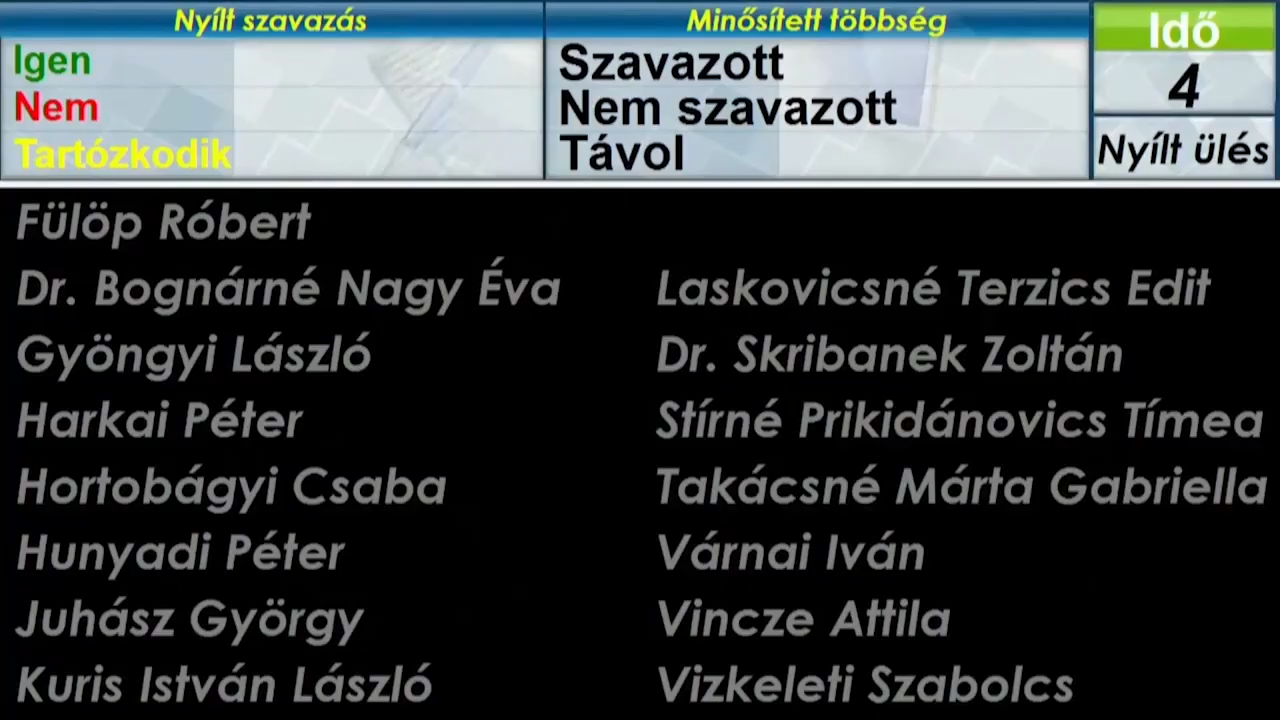 Nyílt szavazás
Igen
Nem
Tartózkodik
Minősített többség
Szavazott
Nem szavazott
Távol
Idő
4
Nyílt ülés
Fülöp Róbert
Dr. Bognárné Nagy Éva
Gyöngyi László
Harkai Péter
Hortobágyi Csaba
Hunyadi Péter
Juhász György
Kuris István László
Laskovicsné Terzics Edit
Dr. Skribanek Zoltán
Stírné Prikidánovics Tímea
Takácsné Márta Gabriella
Várnai Iván
Vincze Attila
Vizkeleti Szabolcs